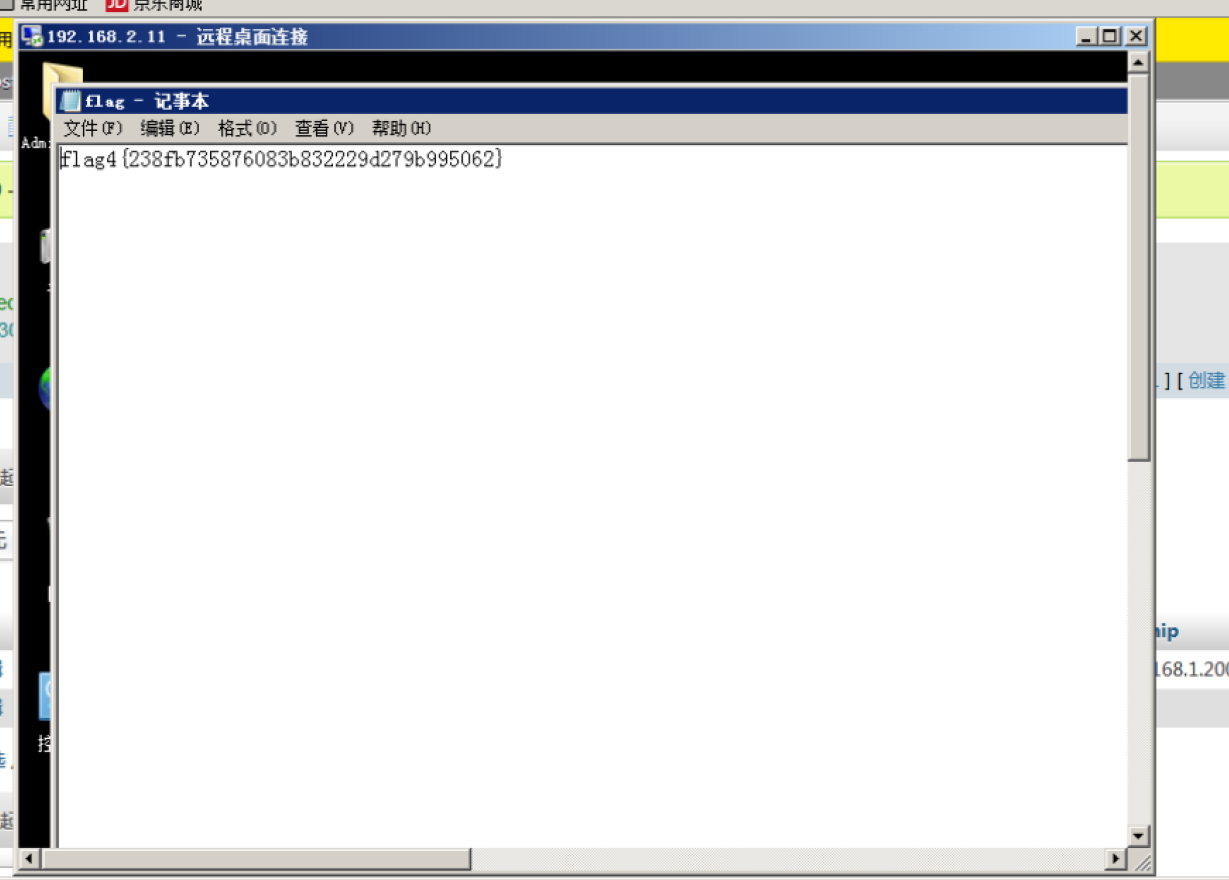 常用网址 JD 京东商城
192.168.2.11 - 远程桌面连接
flag - 记事本
文件(F) 编辑(E) 格式(O) 查看(V) 帮助(H)
flag4{238fb735876083b832229d279b995062}
] [ 创建
168.1.200